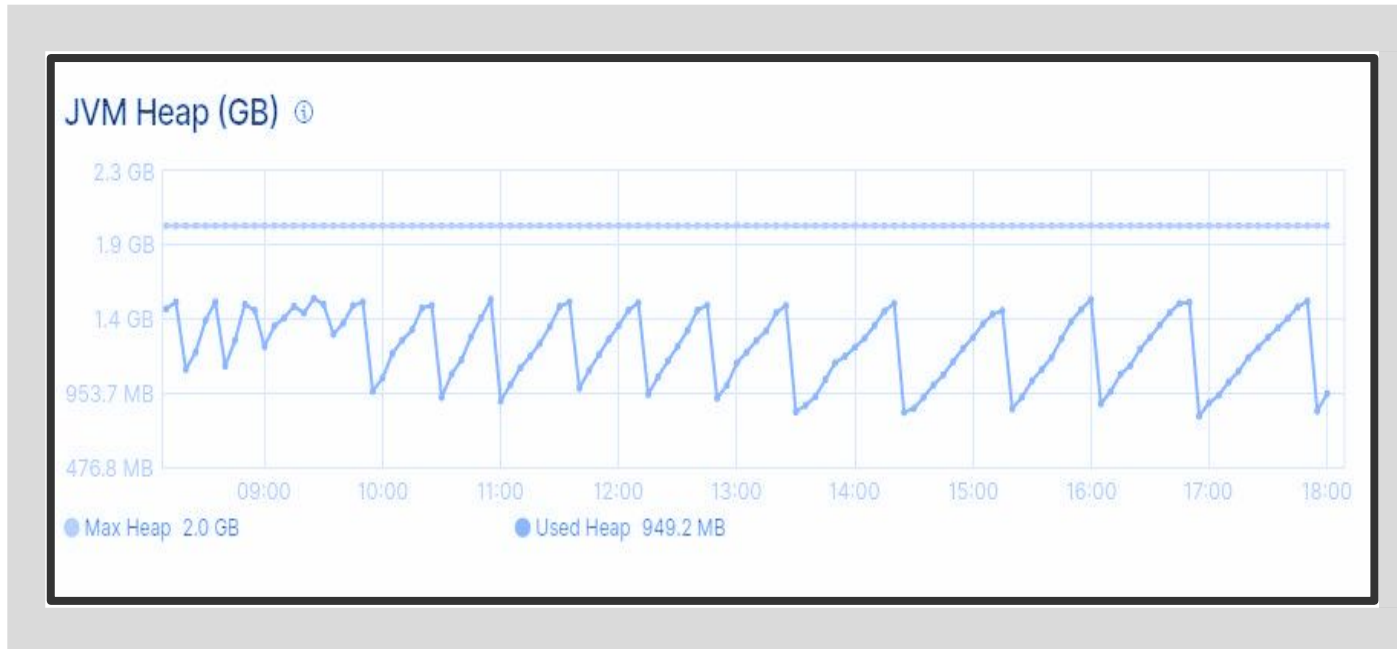 JVM Heap (GB) ⓘ
2.3 GB
1.9 GB
1.4 GB
953.7 MB
476.8 MB
09:00 10:00 11:00 12:00 13:00 14:00 15:00 16:00 17:00 18:00
Max Heap 2.0 GB Used Heap 949.2 MB